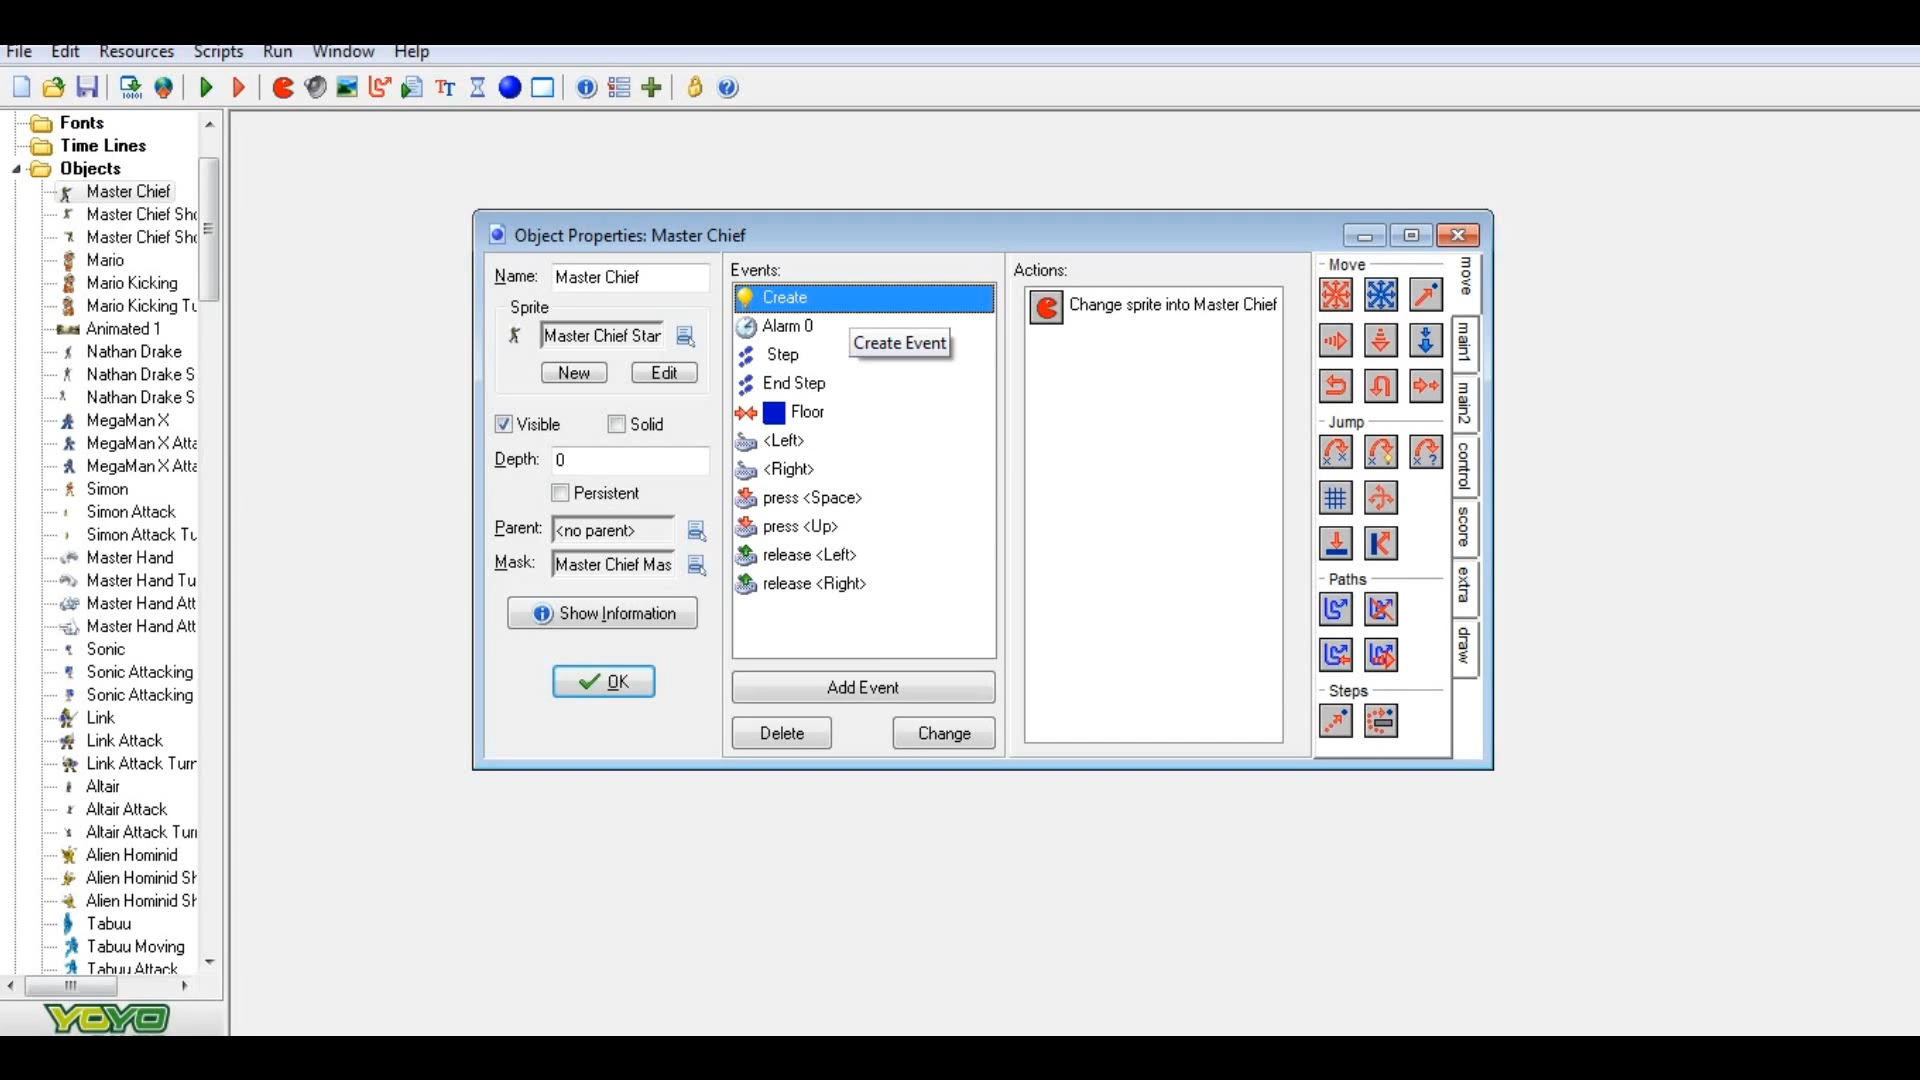 File Edit Resources Scripts Run Window Help
Fonts
Time Lines
Objects
Master Chief
Master Chief Sho
Master Chief Sho
Mario
Mario Kicking
Mario Kicking Tu
Animated 1
Nathan Drake
Nathan Drake S
Nathan Drake S
MegaMan X
MegaMan X Atta
MegaMan X Atta
Simon
Simon Attack
Simon Attack Tu
Master Hand
Master Hand Tu
Master Hand Att
Master Hand Att
Sonic
Sonic Attacking
Sonic Attacking
Link
Link Attack
Link Attack Turr
Altair
Altair Attack
Altair Attack Turr
Alien Hominid
Alien Hominid Sh
Alien Hominid Sh
Tabuu
Tabuu Moving
Tabuu Attack
YOYO
Object Properties: Master Chief
Name: Master Chief
Sprite
Master Chief Star
New Edit
Visible Solid
Depth: 0
Persistent
Parent: <no parent>
Mask: Master Chief Mas
Show Information
OK
Events:
Create
Alarm 0
Create Event
Step
End Step
Floor
<Left>
<Right>
press <Space>
press <Up>
release <Left>
release <Right>
Add Event
Delete Change
Actions:
Change sprite into Master Chief
Move
Jump
Paths
Steps
move
main1
main2
control
score
extra
draw